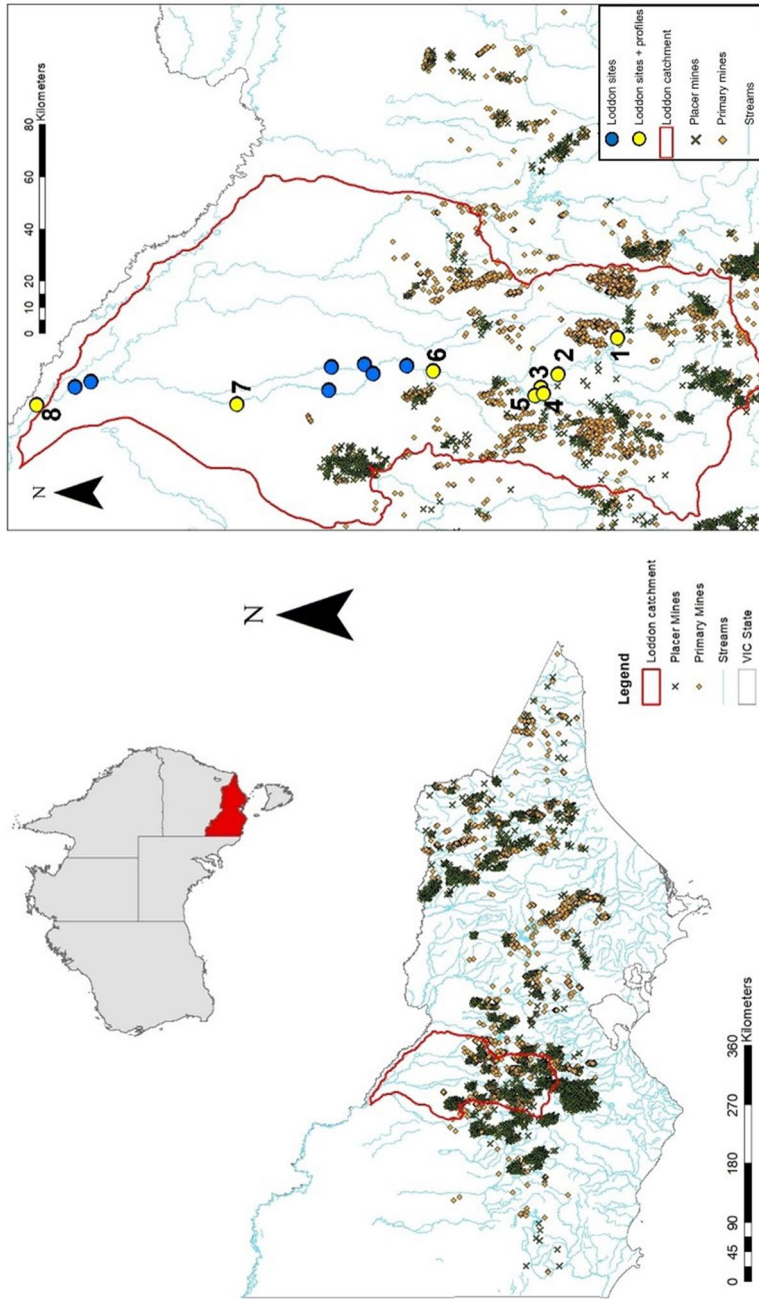 N
0 45 90 180 270 360
Kilometers
Legend
Loddon catchment
Placer Mines
Primary Mines
Streams
VIC State
N
0 10 20 40 60 80
Kilometers
8
7
6
5
3
4
2
1
Loddon sites
Loddon sites + profiles
Loddon catchment
Placer mines
Primary mines
Streams